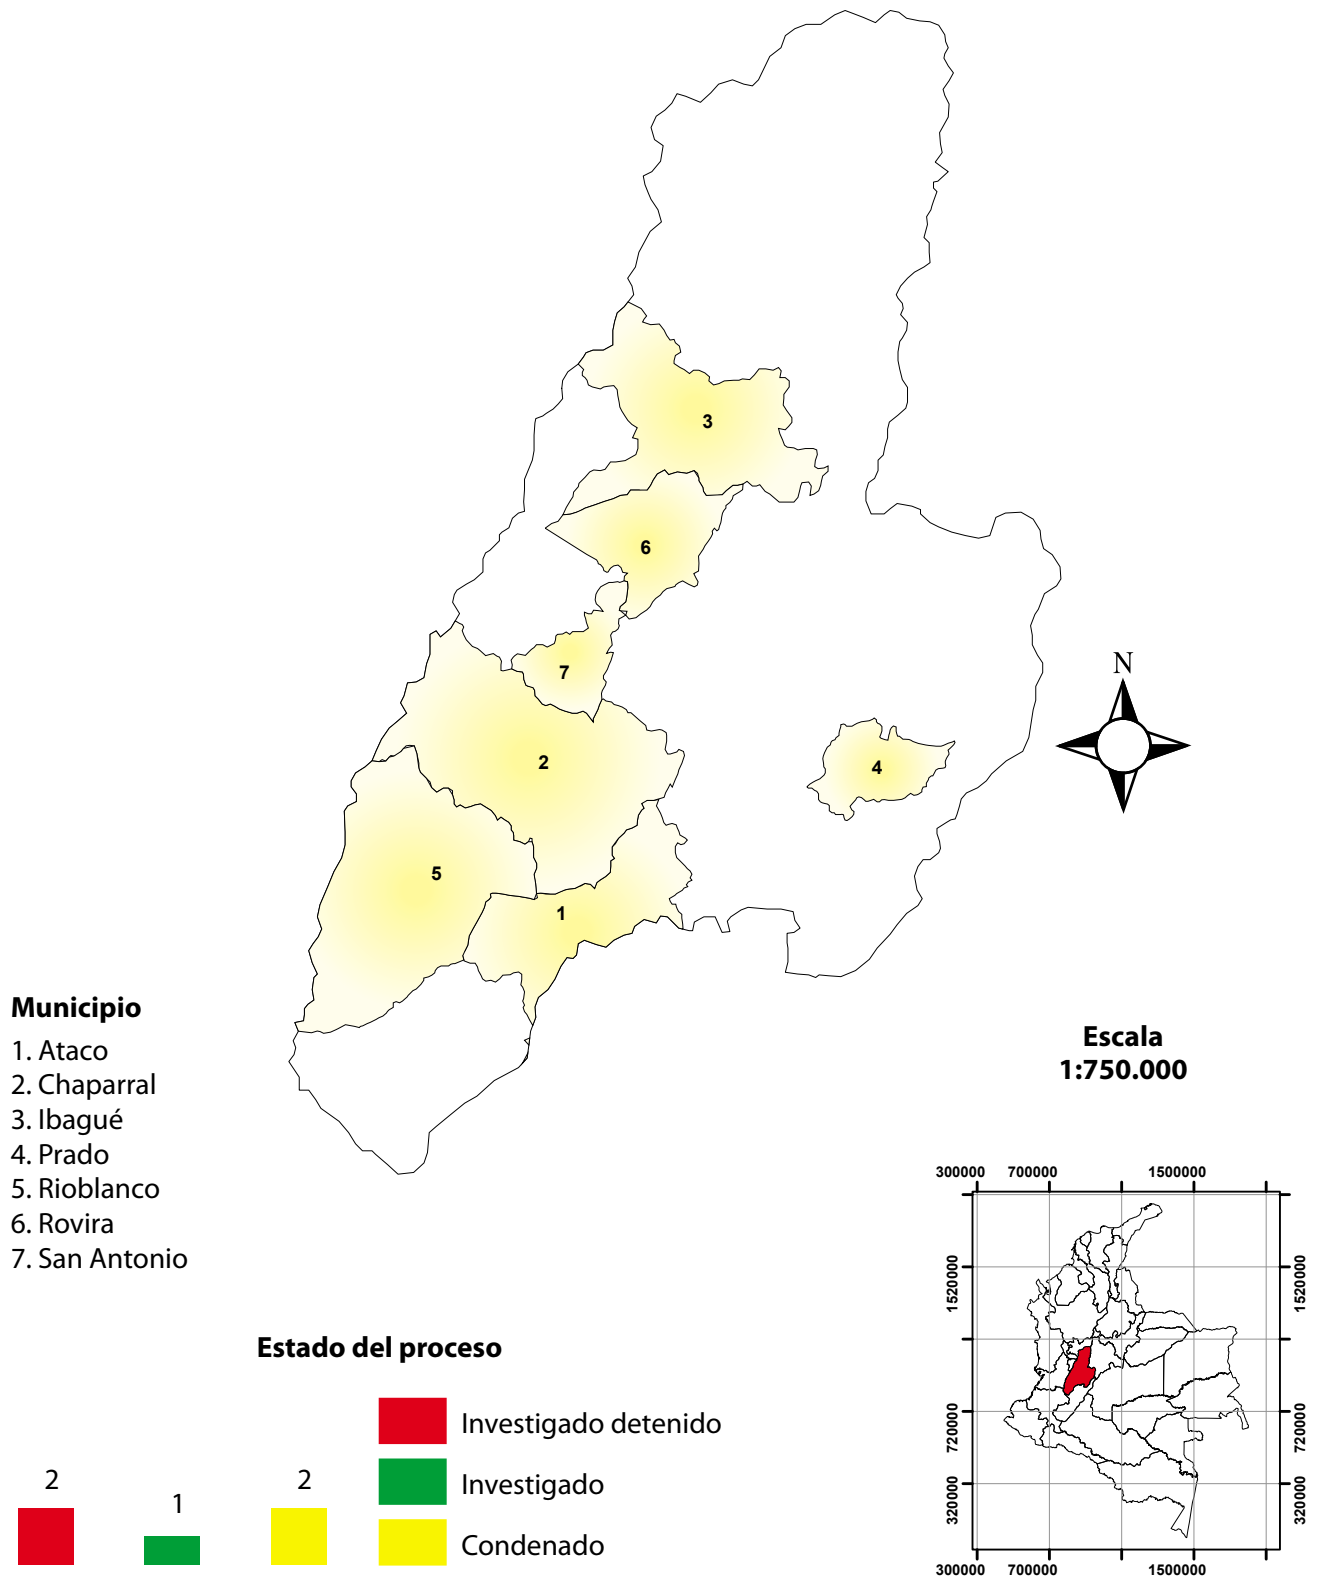 3
6
7
2
4
5
1
N
Municipio
1. Ataco
2. Chaparral
3. Ibagué
4. Prado
5. Rioblanco
6. Rovira
7. San Antonio
Escala
1:750.000
Estado del proceso
Investigado detenido
Investigado
Condenado
2
1
2
300000 700000 1500000
1520000 1520000
720000 720000
320000 320000
300000 700000 1500000